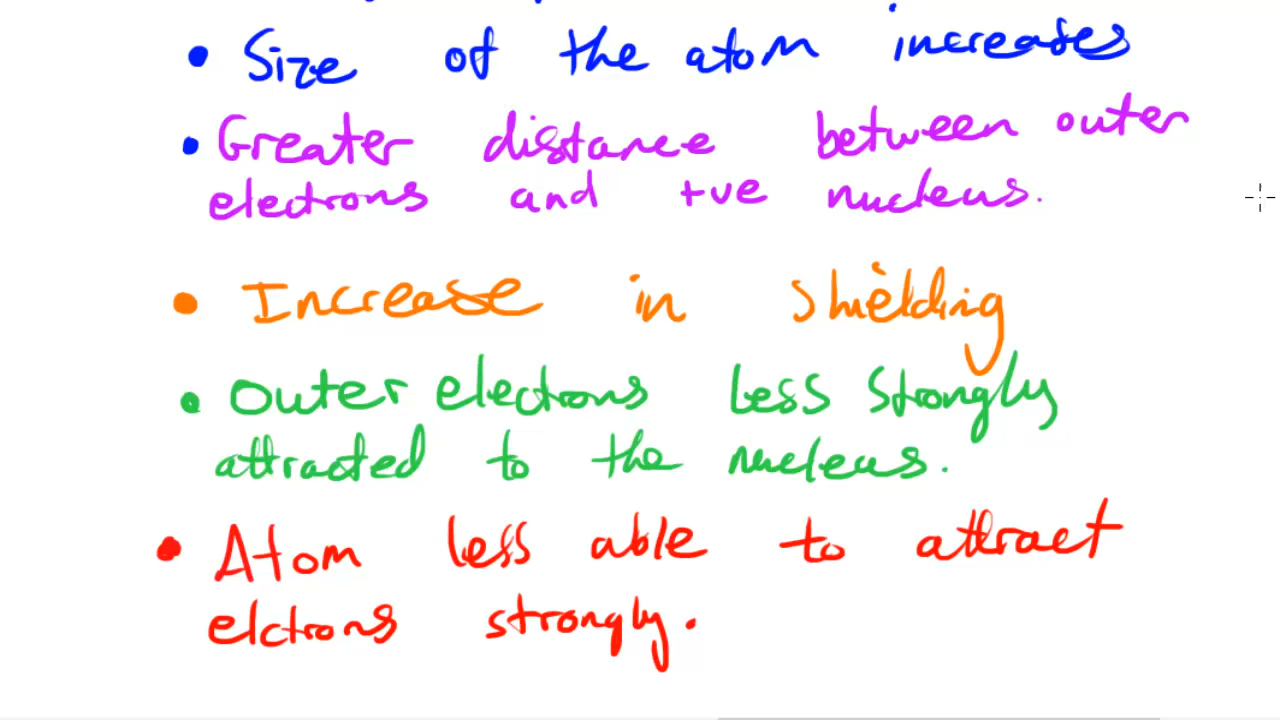 • Size of the atom increases
• Greater distance between outer
electrons and +ve nucleus.
• Increase in shielding
• Outer electrons less strongly
attracted to the nucleus.
• Atom less able to attract
elctrons strongly.